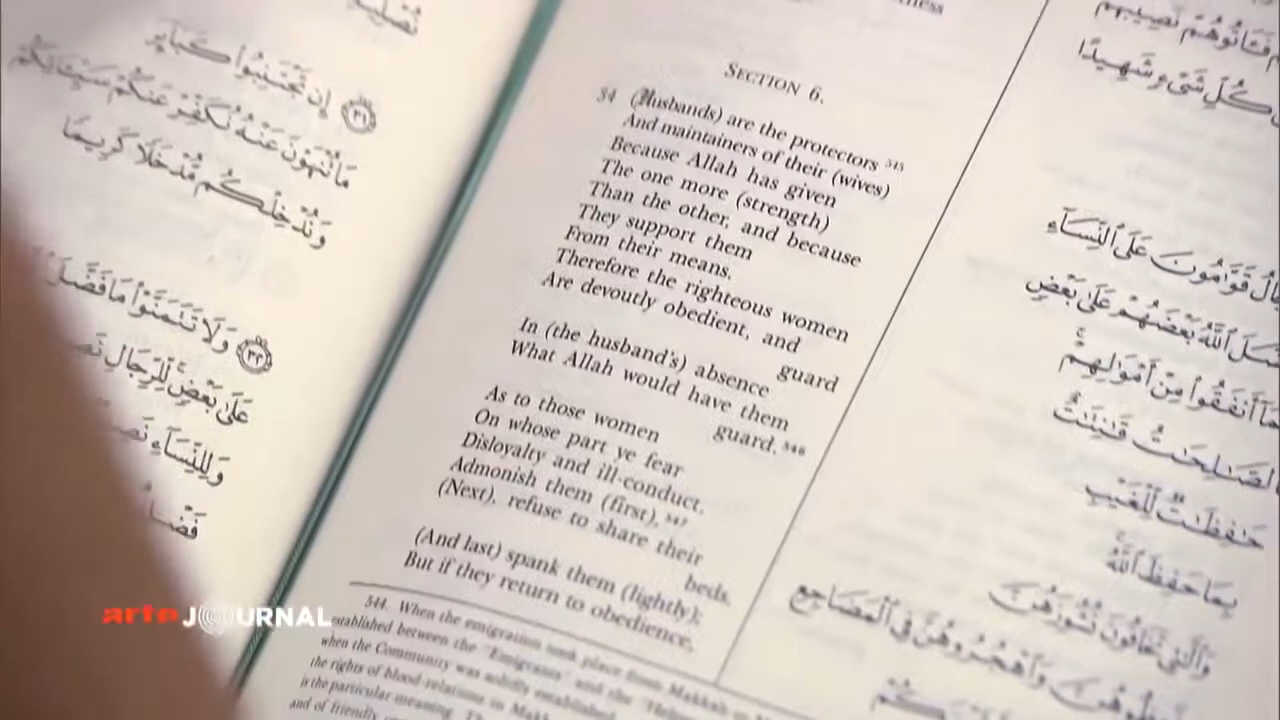 ness
SECTION 6.
34 (Husbands) are the protectors 545
And maintainers of their (wives)
Because Allah has given
The one more (strength)
Than the other, and because
They support them
From their means.
Therefore the righteous women
Are devoutly obedient, and
guard
In (the husband's) absence
What Allah would have them
guard. 546
As to those women
On whose part ye fear
Disloyalty and ill-conduct,
Admonish them (first), 547
(Next), refuse to share their
beds,
(And last) spank them (lightly);
But if they return to obedience,
544. When the emigration took place from Makkah to
established between the "Emigrants" and the
when the Community was solidly established
the rights of blood-relations in
is the particular meaning.
and of friendly
إِن تَجْتَنِبُوا۟ كَبَآئِرَ
مَا تُنْهَوْنَ عَنْهُ نُكَفِّرْ عَنكُمْ سَيِّـَٔاتِكُمْ
وَنُدْخِلْكُم مُّدْخَلًا كَرِيمًا
٣١
وَلَا تَتَمَنَّوْا۟ مَا فَضَّلَ
عَلَىٰ بَعْضٍ لِّلرِّجَالِ
وَلِلنِّسَآءِ
٣٢
فَـَٔاتُوهُمْ نَصِيبَهُمْ
كُلِّ شَىْءٍ شَهِيدًا
قَوَّٰمُونَ عَلَى ٱلنِّسَآءِ
ٱللَّهُ بَعْضَهُمْ عَلَىٰ بَعْضٍ
أَنفَقُوا۟ مِنْ أَمْوَٰلِهِمْ
قَـٰنِتَـٰتٌ
حَـٰفِظَـٰتٌ لِّلْغَيْبِ
بِمَا حَفِظَ ٱللَّهُ
وَٱلَّـٰتِى تَخَافُونَ نُشُوزَهُنَّ
وَٱهْجُرُوهُنَّ فِى ٱلْمَضَاجِعِ
arte JOURNAL